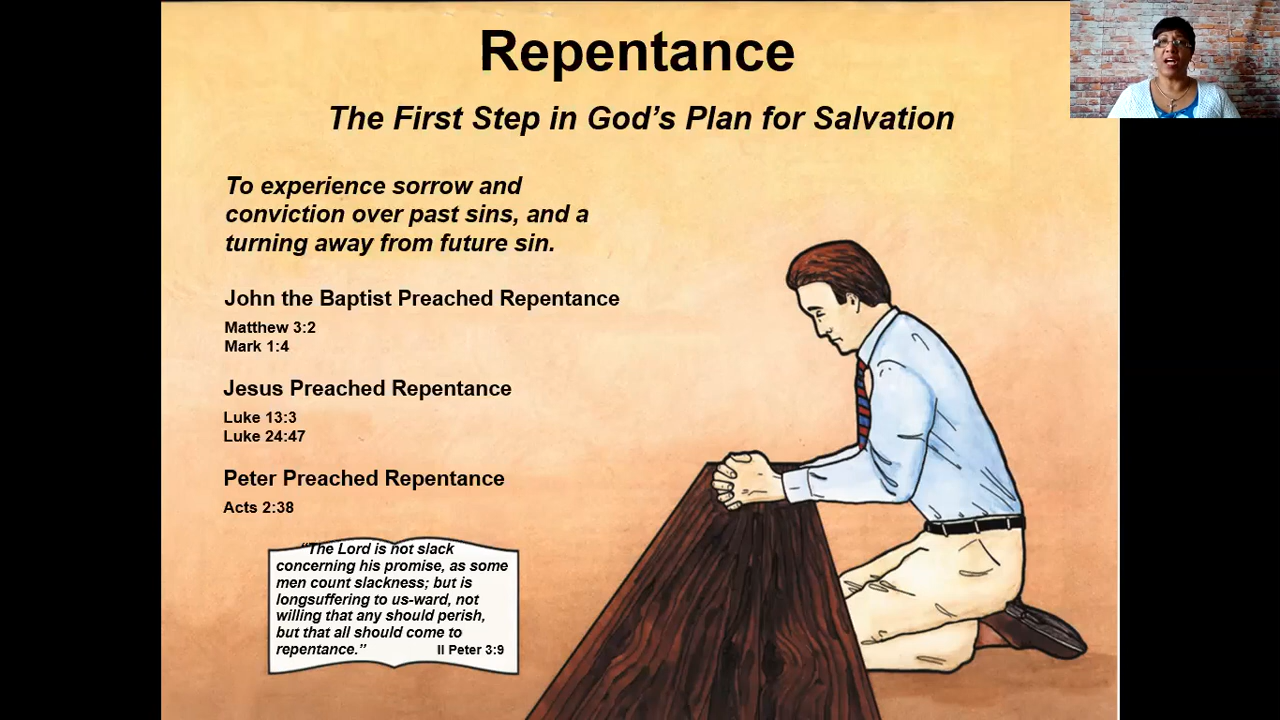 Repentance
The First Step in God's Plan for Salvation
To experience sorrow and
conviction over past sins, and a
turning away from future sin.
John the Baptist Preached Repentance
Matthew 3:2
Mark 1:4
Jesus Preached Repentance
Luke 13:3
Luke 24:47
Peter Preached Repentance
Acts 2:38
“The Lord is not slack
concerning his promise, as some
men count slackness; but is
longsuffering to us-ward, not
willing that any should perish,
but that all should come to
repentance.” II Peter 3:9